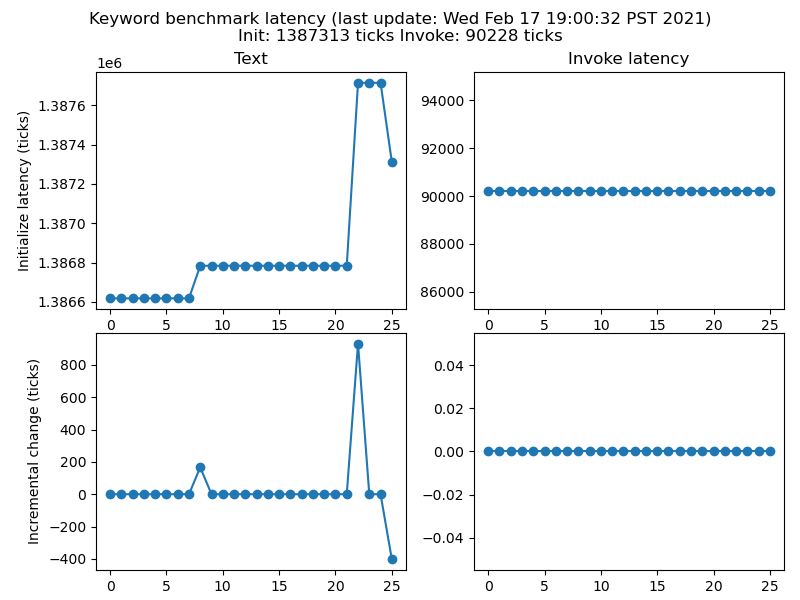 Keyword benchmark latency (last update: Wed Feb 17 19:00:32 PST 2021)
Init: 1387313 ticks Invoke: 90228 ticks
Text
1e6
Initialize latency (ticks)
1.3876
1.3874
1.3872
1.3870
1.3868
1.3866
0 5 10 15 20 25
Invoke latency
94000
92000
90000
88000
86000
0 5 10 15 20 25
Incremental change (ticks)
800
600
400
200
0
−200
−400
0 5 10 15 20 25
0.04
0.02
0.00
−0.02
−0.04
0 5 10 15 20 25